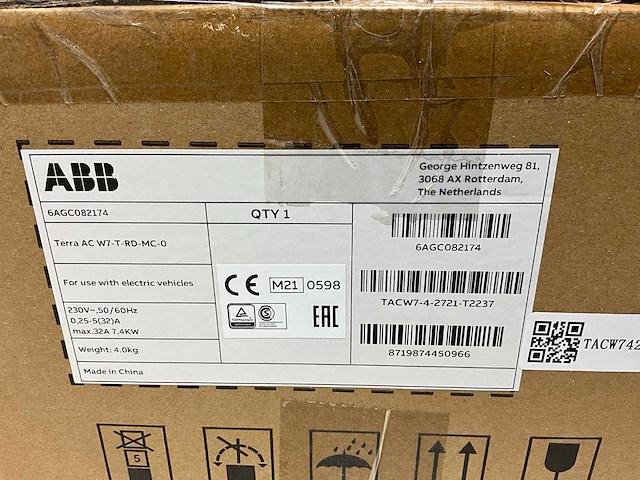 ABB
George Hintzenweg 81,
3068 AX Rotterdam,
The Netherlands
6AGC082174
QTY 1
Terra AC W7-T-RD-MC-0
For use with electric vehicles
230V~,50/60Hz
0,25-5(32)A
max.32A 7.4KW
Weight: 4.0kg
Made in China
CE M21 0598
EAC
6AGC082174
TACW7-4-2721-T2237
8719874450966
TACW742
5